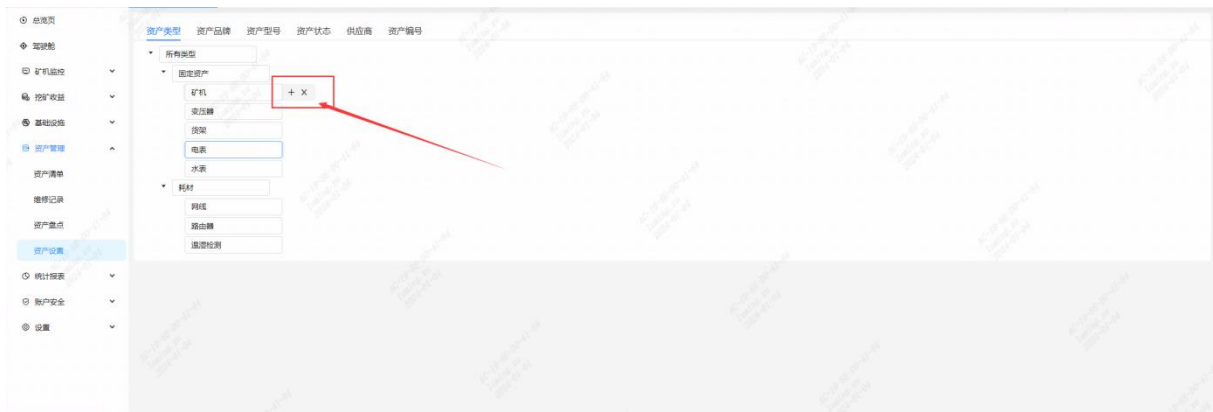 总览页
驾驶舱
矿机监控
挖矿收益
基础设施
资产管理
资产清单
维修记录
资产盘点
资产设置
统计报表
账户安全
设置
资产类型 资产品牌 资产型号 资产状态 供应商 资产编号
所有类型
固定资产
矿机 + X
变压器
货架
电表
水表
耗材
网线
路由器
温湿检测